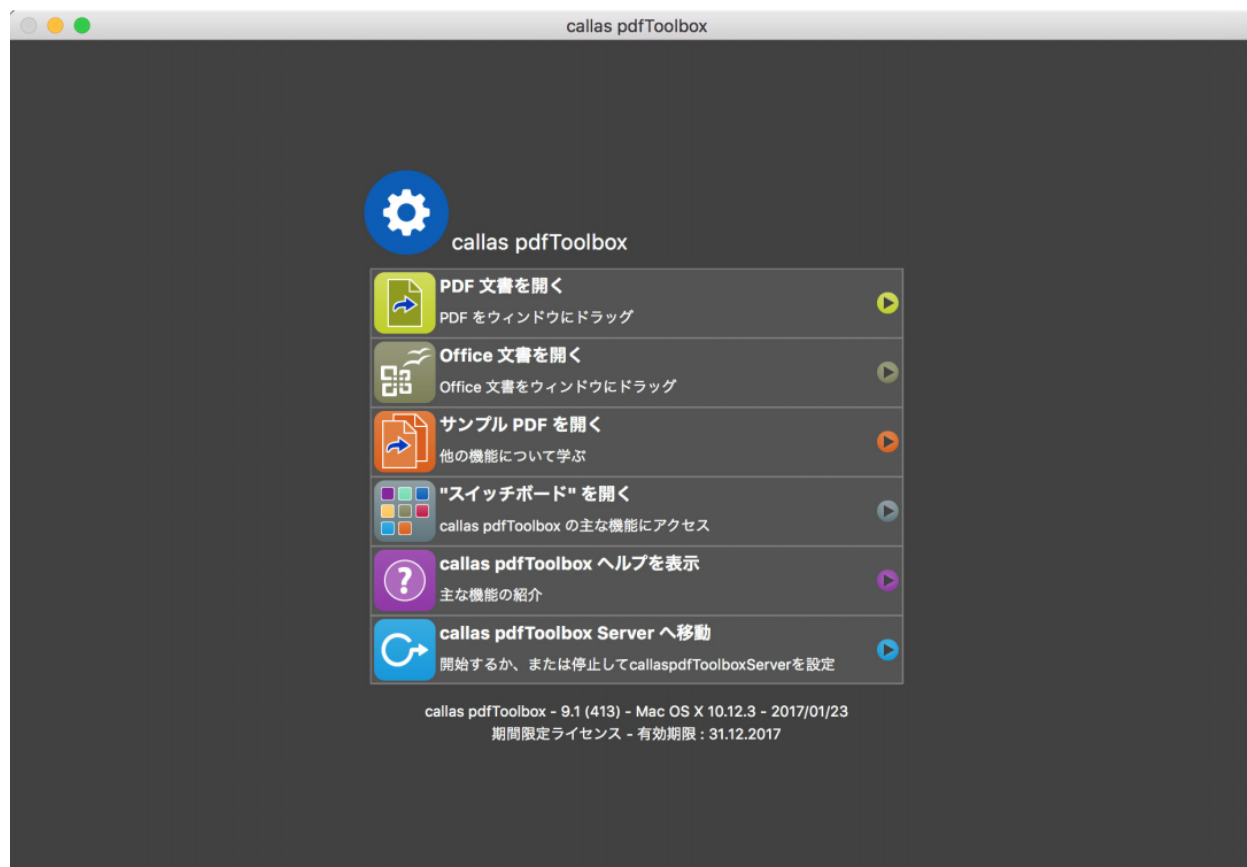 callas pdfToolbox
callas pdfToolbox
PDF 文書を開く
PDF をウィンドウにドラッグ
Office 文書を開く
Office 文書をウィンドウにドラッグ
サンプル PDF を開く
他の機能について学ぶ
"スイッチボード" を開く
callas pdfToolbox の主な機能にアクセス
?
callas pdfToolbox ヘルプを表示
主な機能の紹介
callas pdfToolbox Server へ移動
開始するか、または停止してcallaspdfToolboxServerを設定
callas pdfToolbox - 9.1 (413) - Mac OS X 10.12.3 - 2017/01/23
期間限定ライセンス - 有効期限 : 31.12.2017